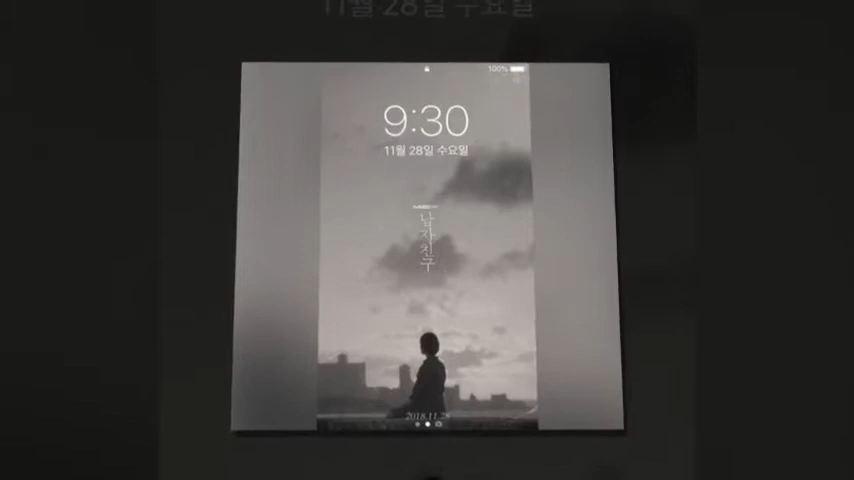 11월 28일 수요일
100%
9:30
11월 28일 수요일
남자친구
2018.11.28